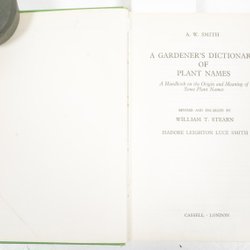 A. W. SMITH
A GARDENER'S DICTIONARY
OF
PLANT NAMES
A Handbook on the Origin and Meaning of
Some Plant Names
REVISED AND ENLARGED BY
WILLIAM T. STEARN
ISADORE LEIGHTON LUCE SMITH
CASSELL · LONDON